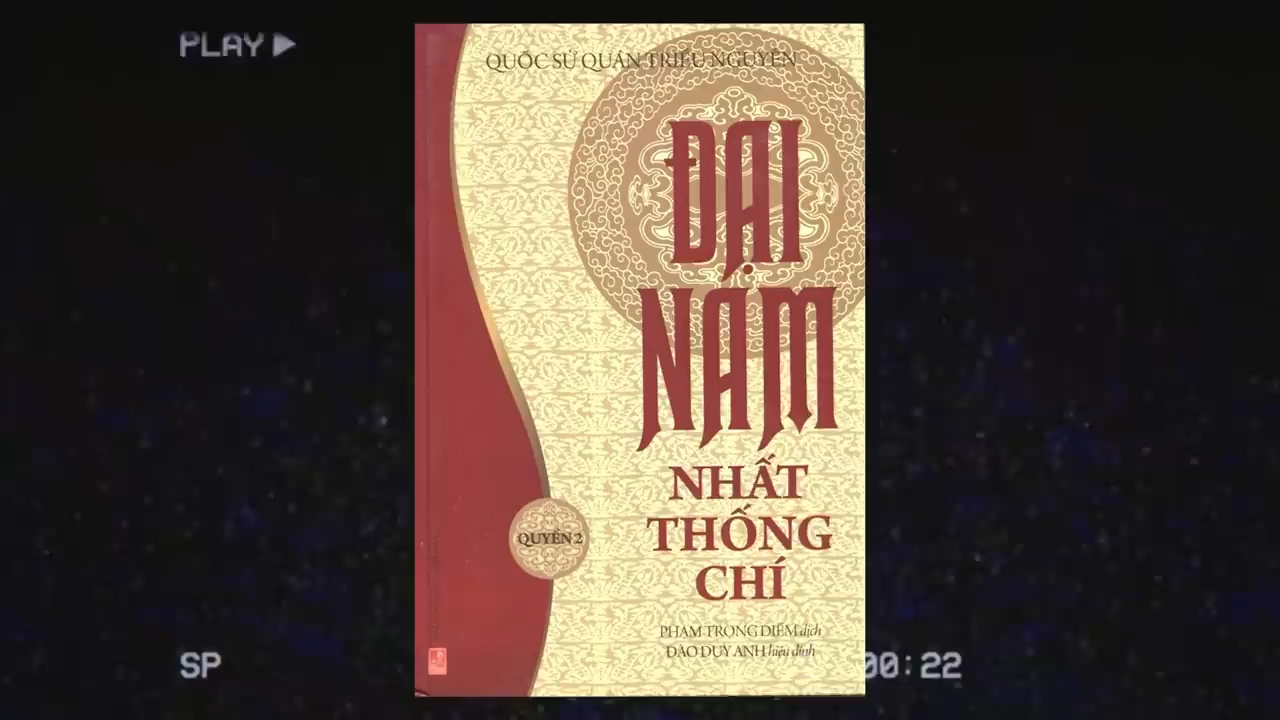 PLAY
QUỐC SỬ QUÁN TRIỀU NGUYỄN
ĐẠI
NAM
NHẤT
THỐNG
CHÍ
QUYỂN 2
PHẠM TRỌNG ĐIỀM dịch
ĐÀO DUY ANH hiệu đính
SP
00:22